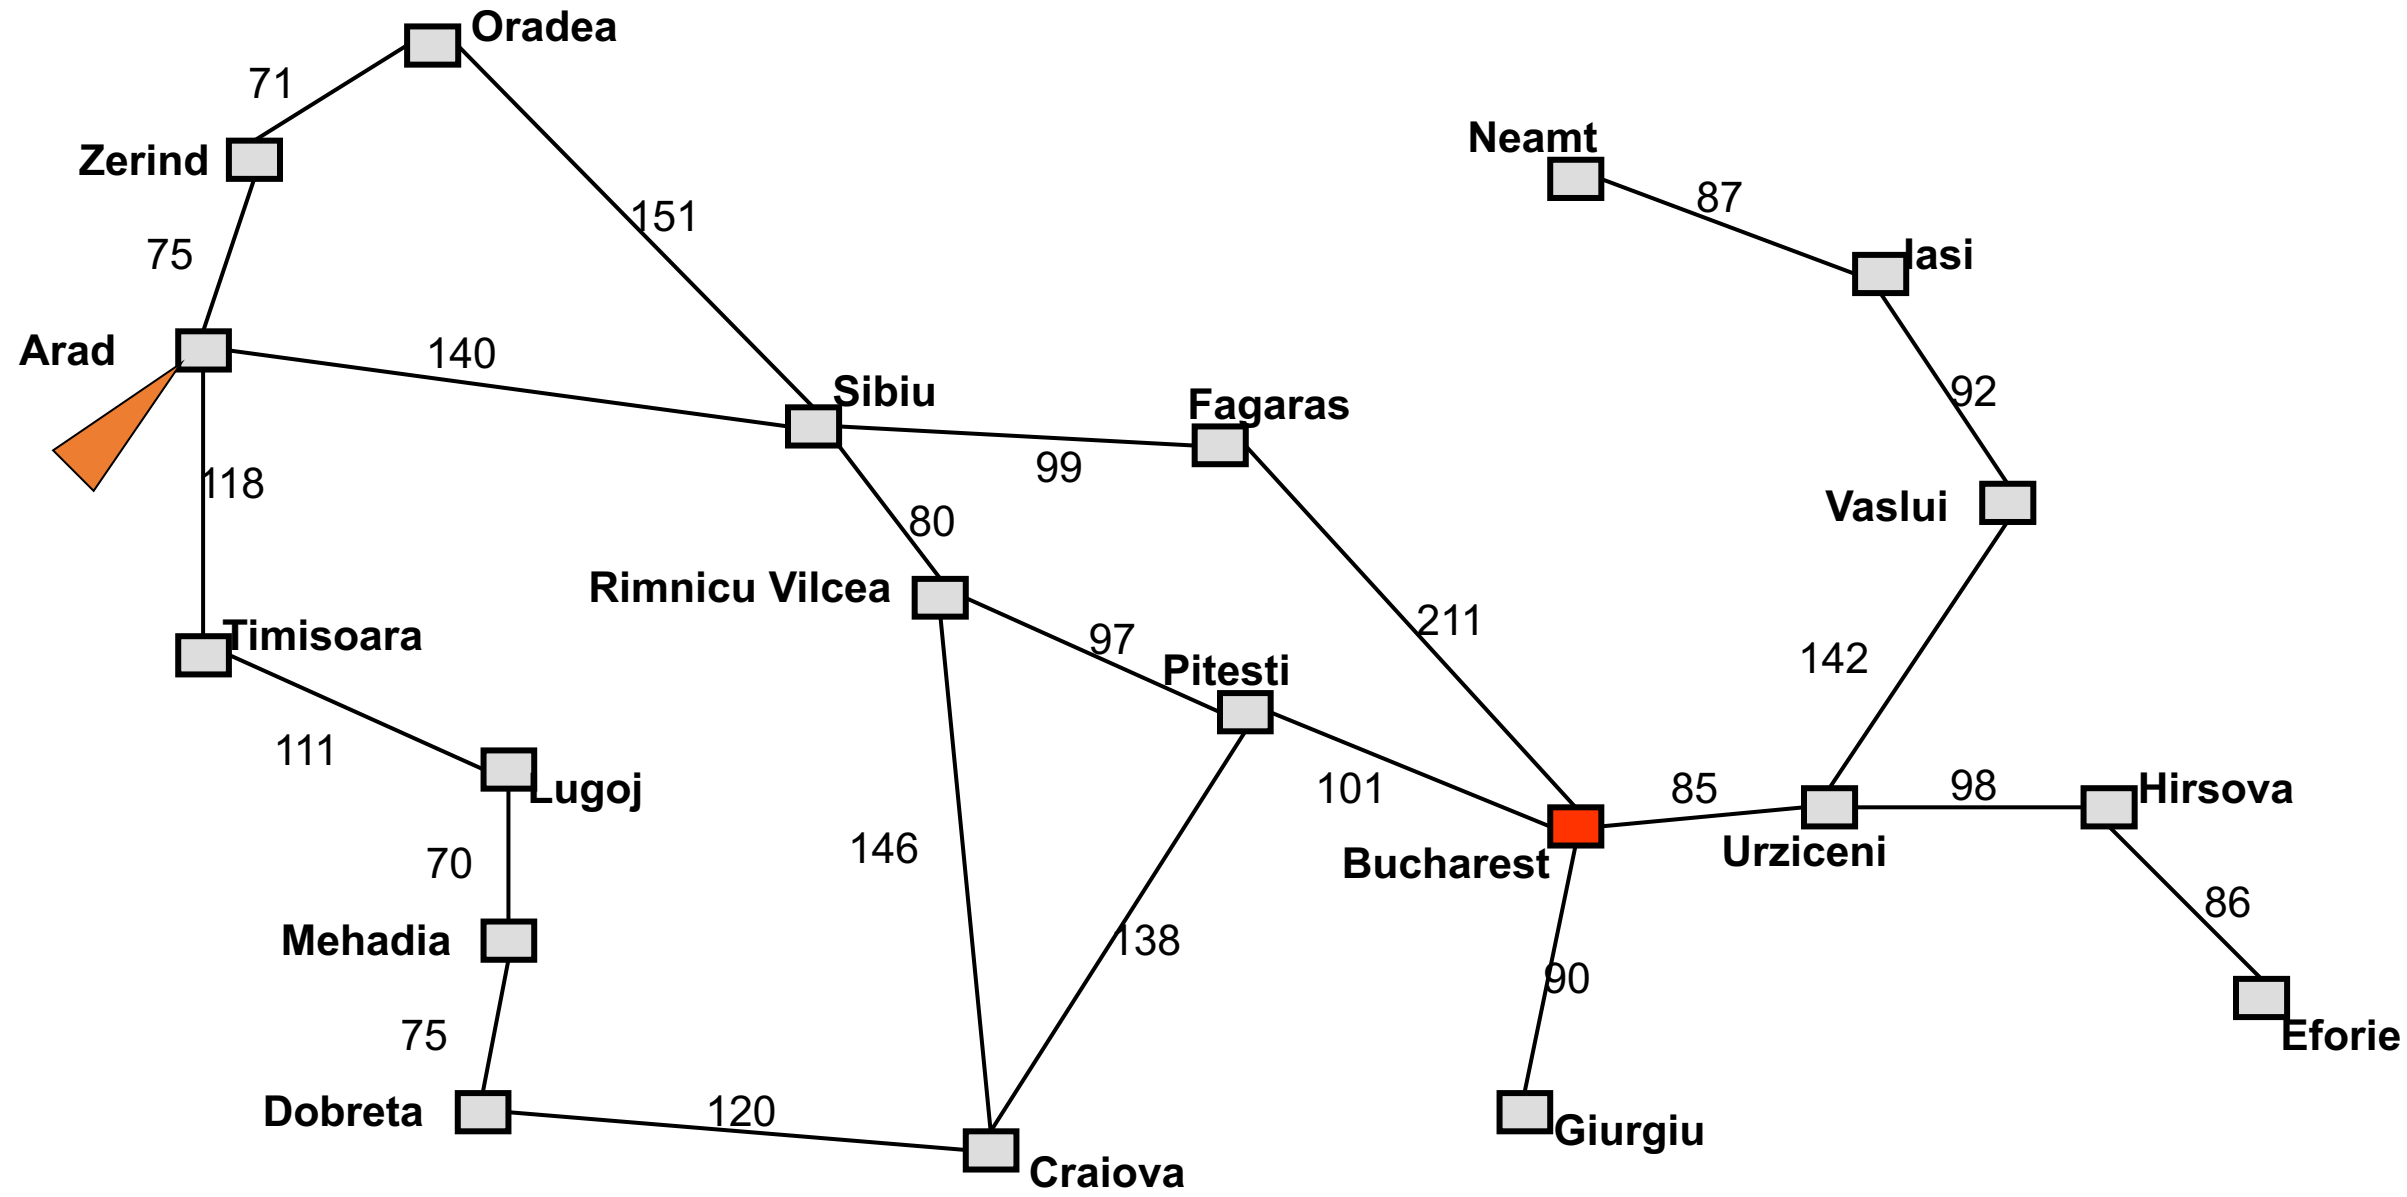 Oradea
71
Neamt
Zerind
87
151
75
Iasi
Arad
140
Sibiu
Fagaras
92
99
118
80
Vaslui
Rimnicu Vilcea
211
Timisoara
97
Pitesti
142
111
Lugoj
101
85
98
Hirsova
146
Bucharest
Urziceni
70
86
Mehadia
138
90
75
Eforie
Dobreta
120
Giurgiu
Craiova